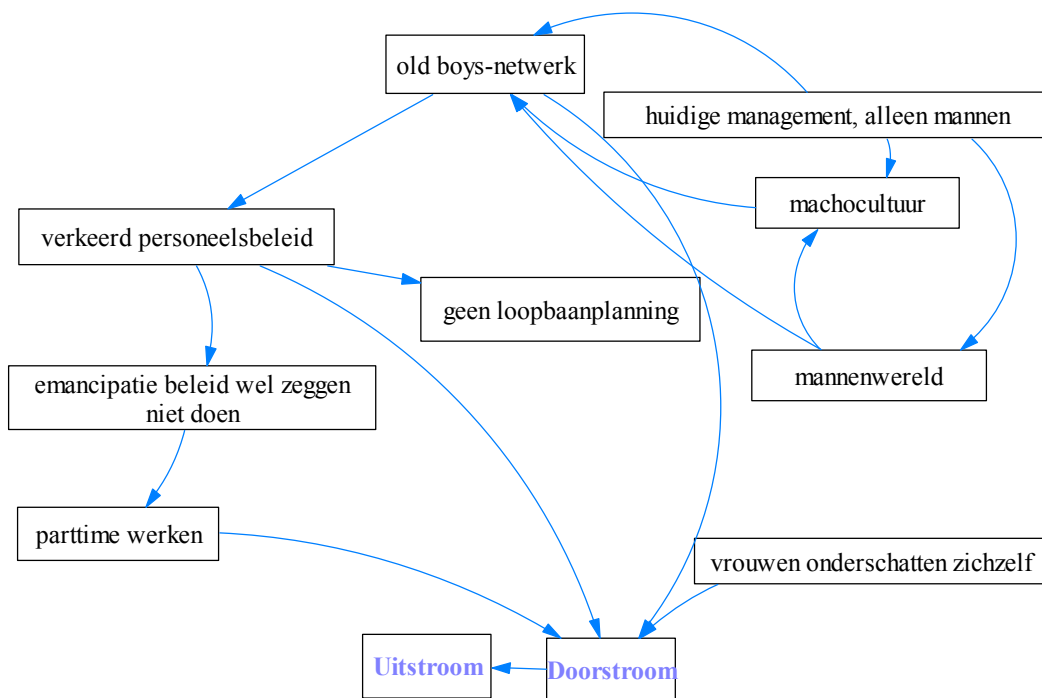 old boys-netwerk
huidige management, alleen mannen
machocultuur
verkeerd personeelsbeleid
geen loopbaanplanning
mannenwereld
emancipatie beleid wel zeggen
niet doen
parttime werken
vrouwen onderschatten zichzelf
Uitstroom
Doorstroom